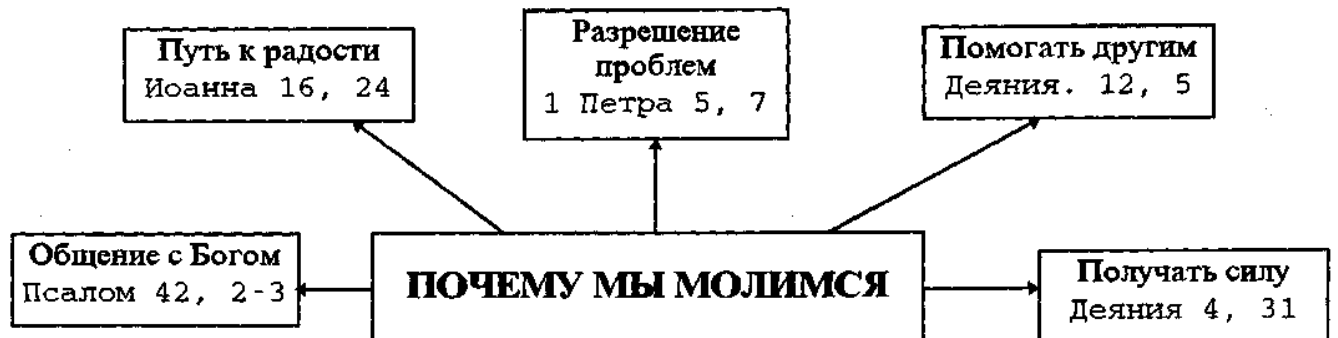 Путь к радости
Иоанна 16, 24
Разрешение
проблем
1 Петра 5, 7
Помогать другим
Деяния. 12, 5
Общение с Богом
Псалом 42, 2-3
ПОЧЕМУ МЫ МОЛИМСЯ
Получать силу
Деяния 4, 31